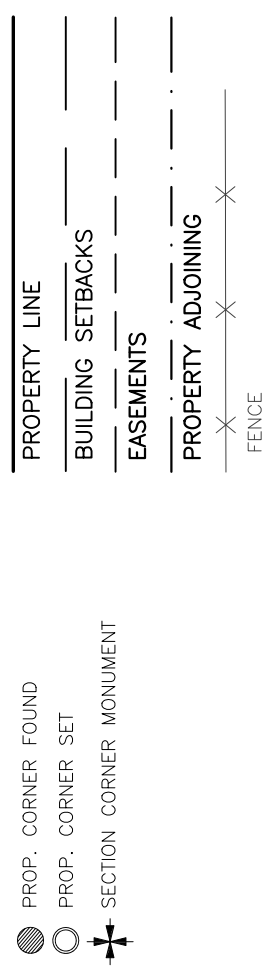 PROP. CORNER FOUND
PROP. CORNER SET
SECTION CORNER MONUMENT
PROPERTY LINE
BUILDING SETBACKS
EASEMENTS
PROPERTY ADJOINING
FENCE